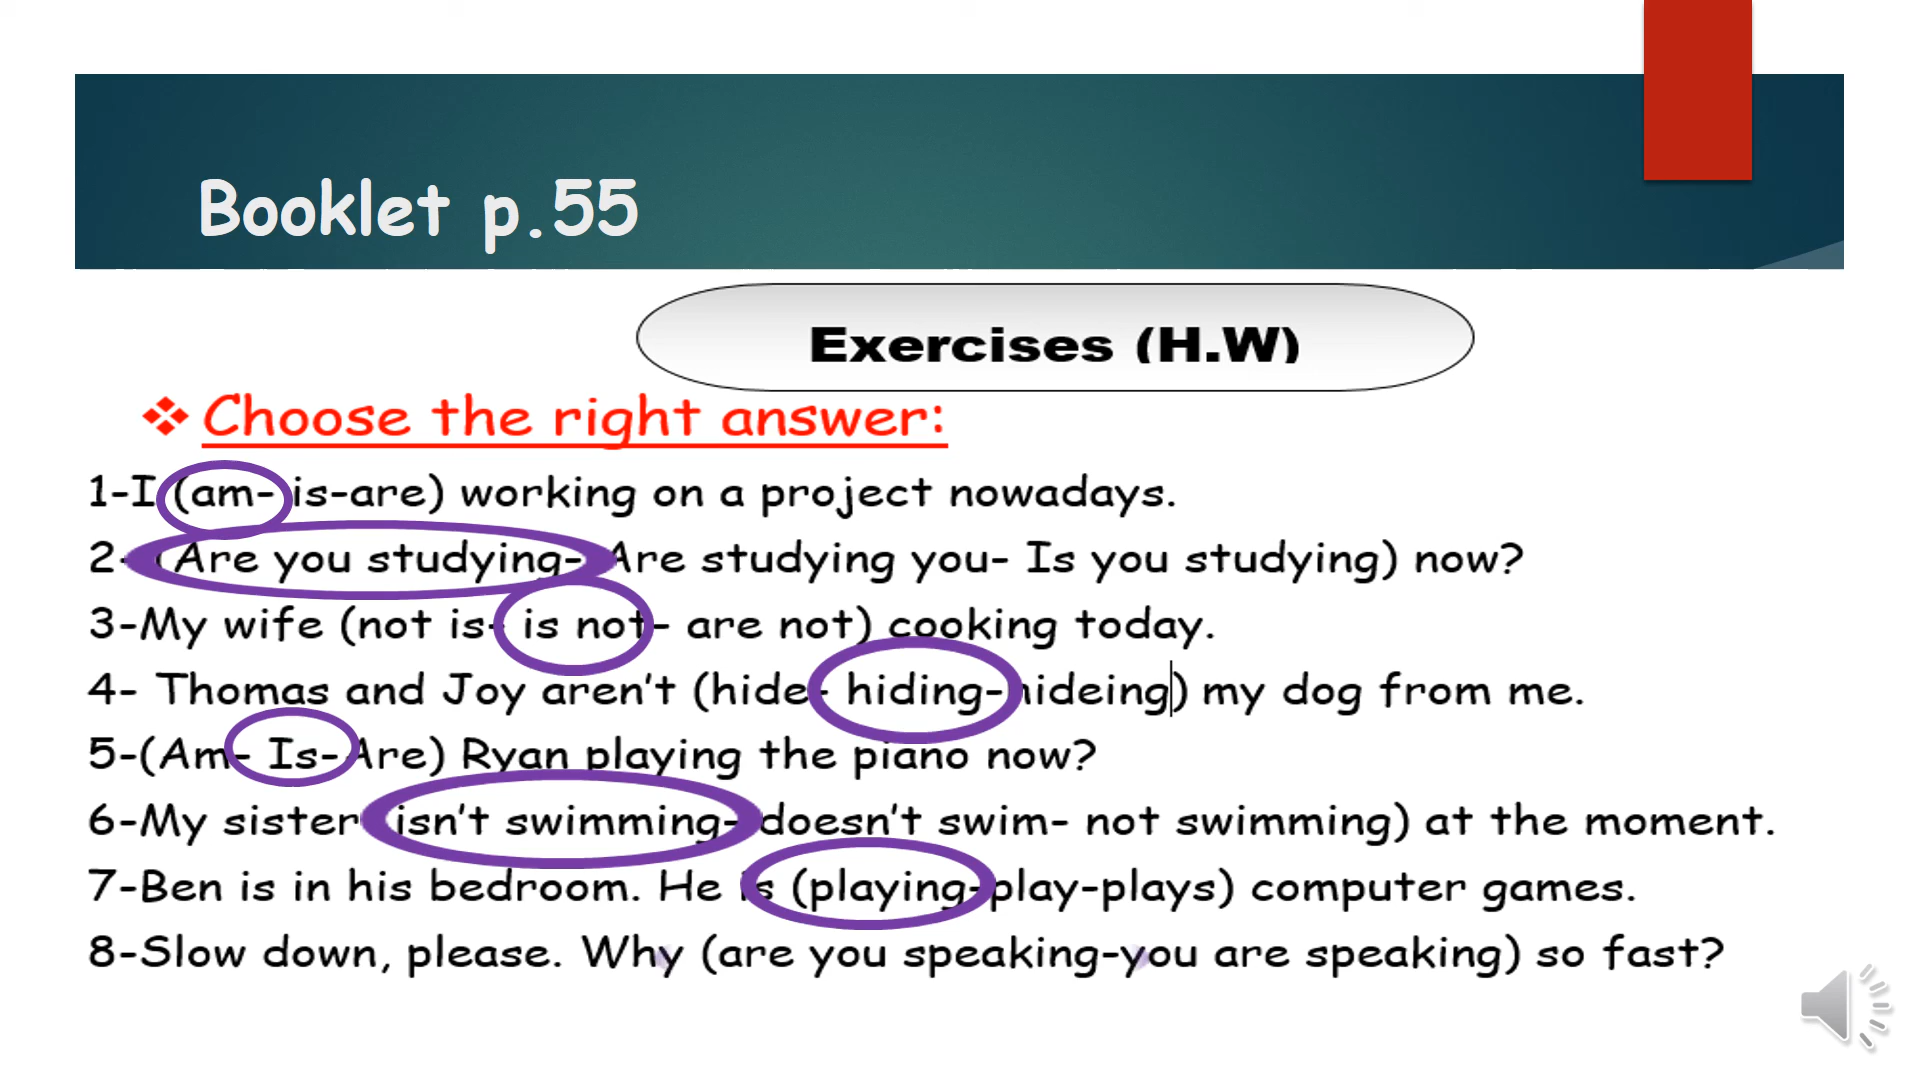 Booklet p.55
Exercises (H.W)
❖ Choose the right answer:
1-I (am- is-are) working on a project nowadays.
2- (Are you studying- Are studying you- Is you studying) now?
3-My wife (not is- is not- are not) cooking today.
4- Thomas and Joy aren't (hide- hiding-hideing) my dog from me.
5-(Am- Is-Are) Ryan playing the piano now?
6-My sister isn't swimming- doesn't swim- not swimming) at the moment.
7-Ben is in his bedroom. He is (playing-play-plays) computer games.
8-Slow down, please. Why (are you speaking-you are speaking) so fast?